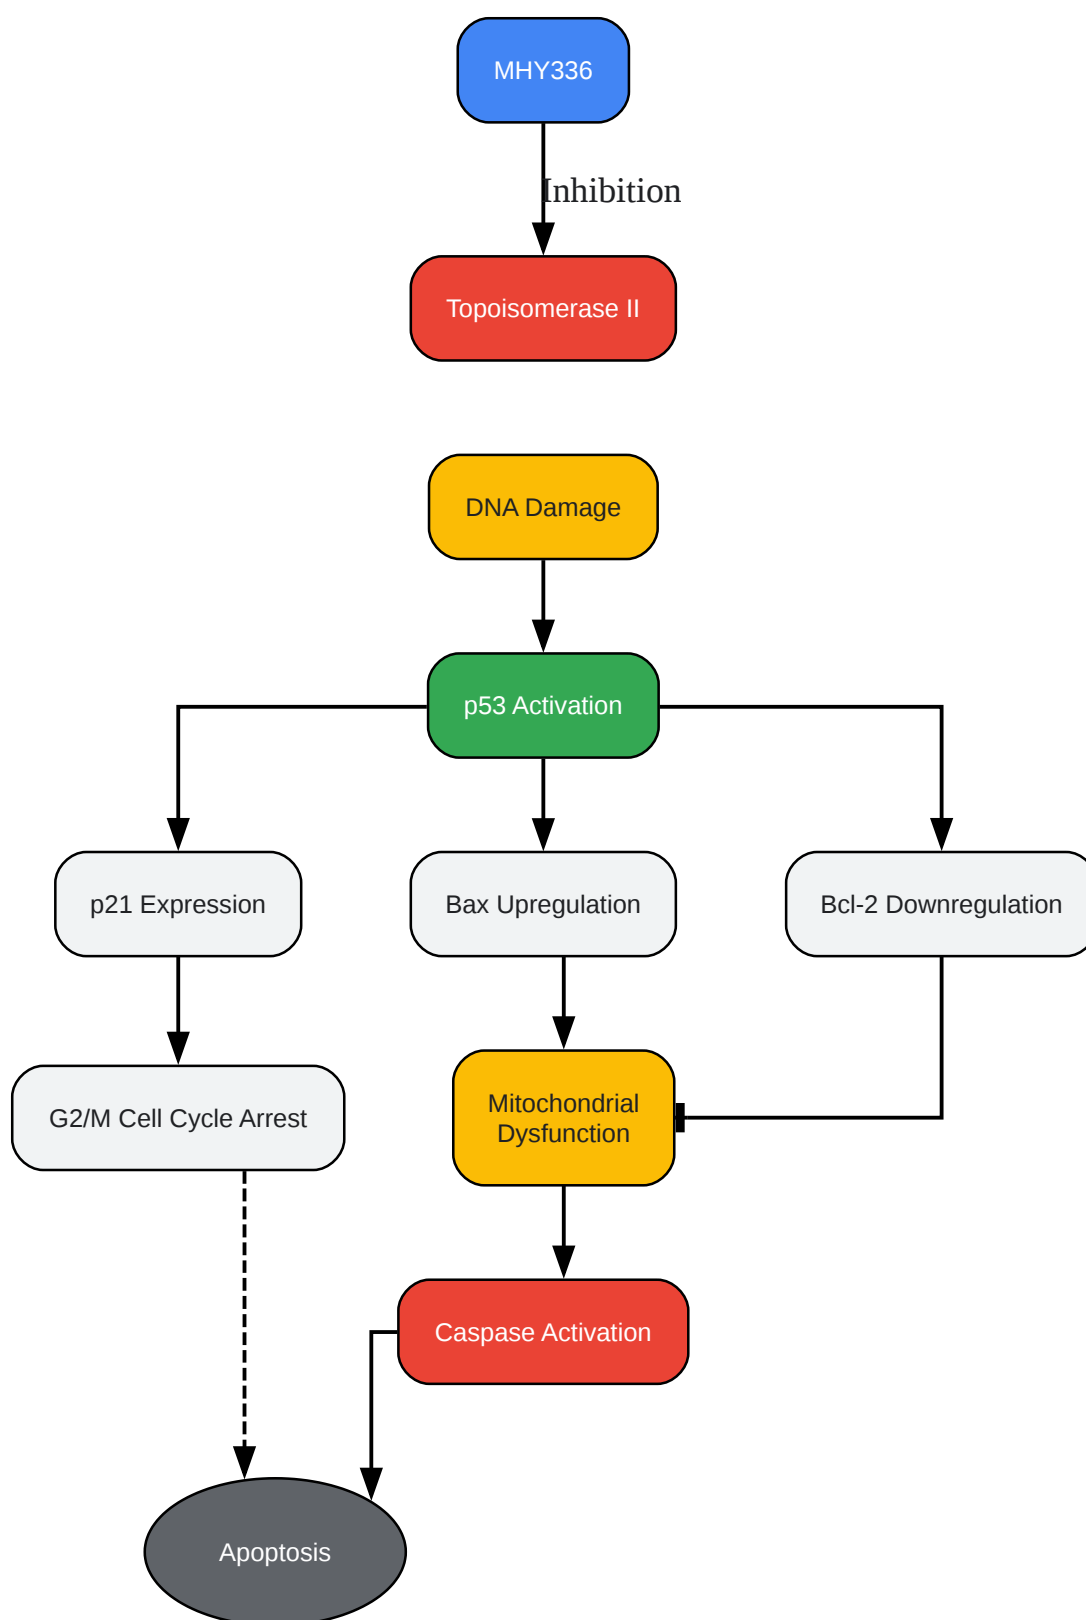 MHY336
Inhibition
Topoisomerase II
DNA Damage
p53 Activation
p21 Expression
Bax Upregulation
Bcl-2 Downregulation
G2/M Cell Cycle Arrest
Mitochondrial
Dysfunction
Caspase Activation
Apoptosis